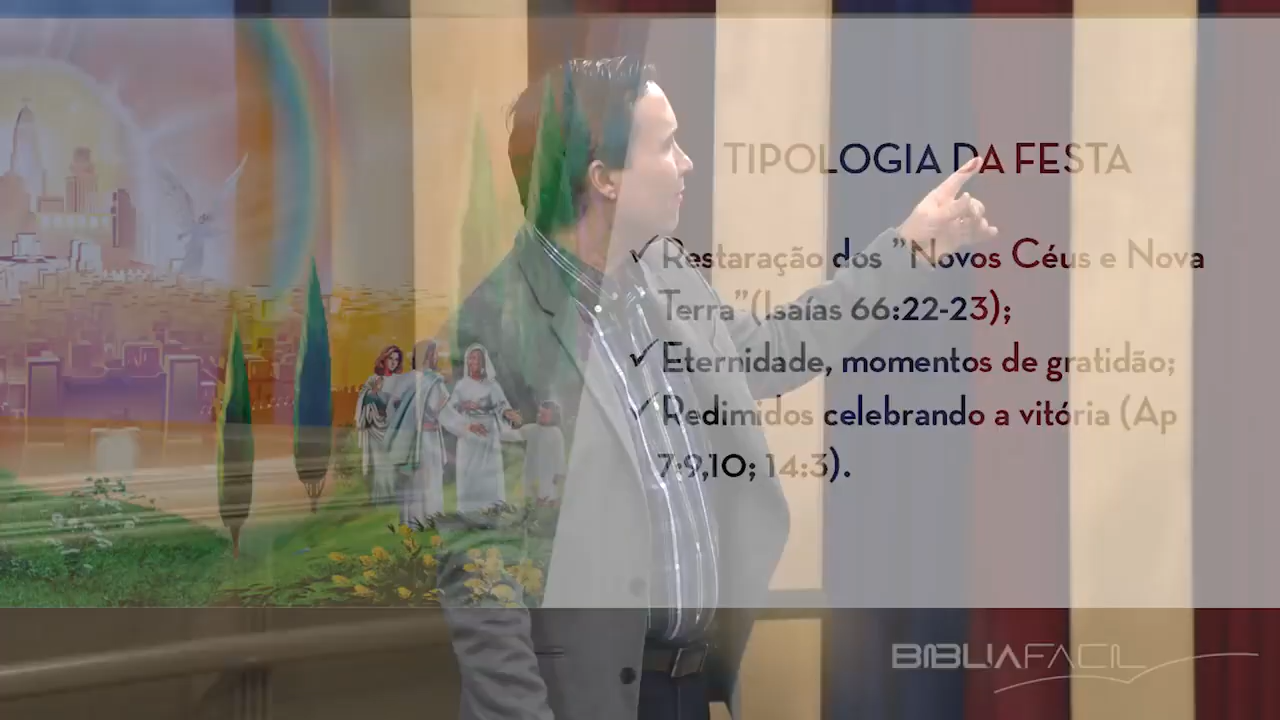 TIPOLOGIA DA FESTA
✓ Restaração dos ”Novos Céus e Nova
Terra”(Isaías 66:22-23);
✓ Eternidade, momentos de gratidão;
✓ Redimidos celebrando a vitória (Ap
7:9,10; 14:3).
BIBLIAFACIL